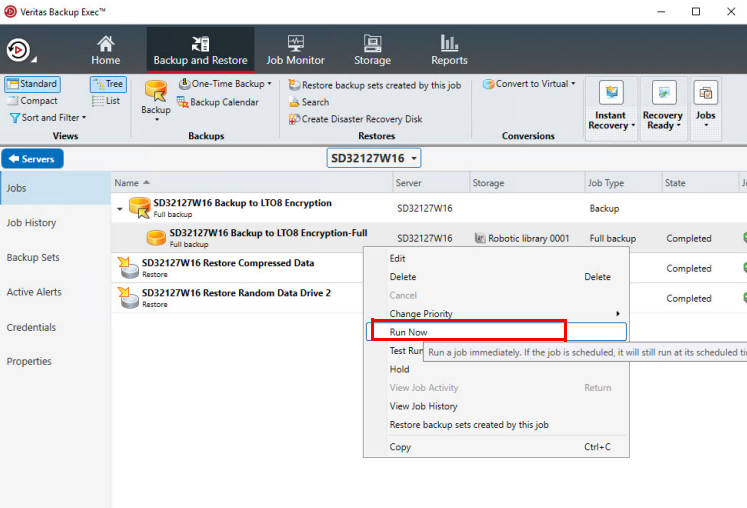 Veritas Backup Exec™
Home
Backup and Restore
Job Monitor
Storage
Reports
Standard
Compact
Sort and Filter
Tree
List
Views
Backup
One-Time Backup
Backup Calendar
Backups
Restore backup sets created by this job
Search
Create Disaster Recovery Disk
Restores
Convert to Virtual
Conversions
Instant
Recovery
Recovery
Ready
Jobs
Servers
SD32127W16
Jobs
Job History
Backup Sets
Active Alerts
Credentials
Properties
Name Server Storage Job Type State
SD32127W16 Backup to LTO8 Encryption
Full backup
SD32127W16 Backup
SD32127W16 Backup to LTO8 Encryption-Full
Full backup
SD32127W16 Robotic library 0001 Full backup Completed
SD32127W16 Restore Compressed Data
Restore
Completed
SD32127W16 Restore Random Data Drive 2
Restore
Completed
Edit
Delete Delete
Cancel
Change Priority
Run Now
Test Run
Run a job immediately. If the job is scheduled, it will still run at its scheduled
Hold
View Job Activity Return
View Job History
Restore backup sets created by this job
Copy Ctrl+C